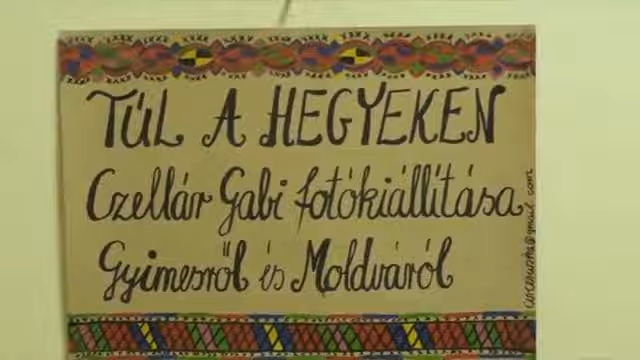 TÚL A HEGYEKEN
Czellár Gabi fotókiállítása
Gyimesről és Moldváról